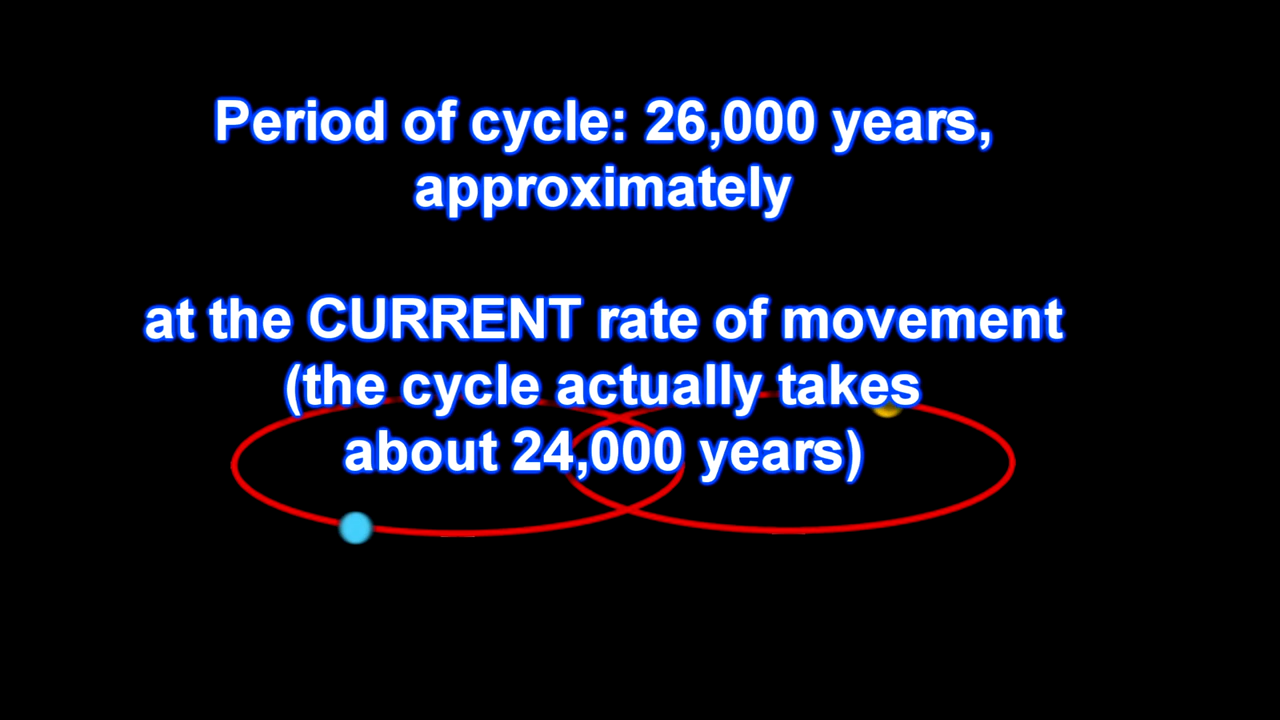 Period of cycle: 26,000 years,
approximately
at the CURRENT rate of movement
(the cycle actually takes
about 24,000 years)